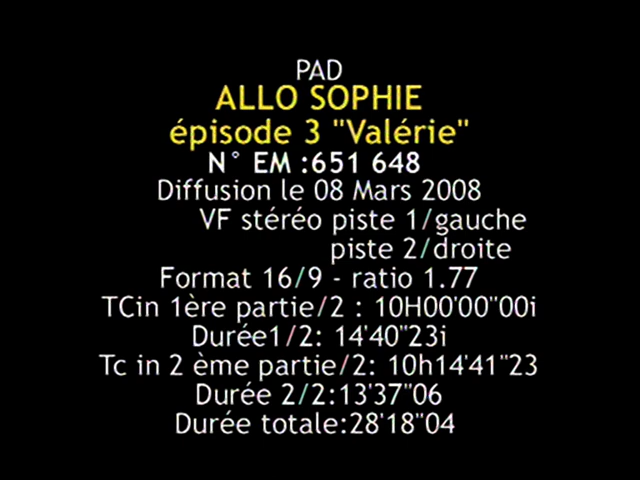 PAD
ALLO SOPHIE
épisode 3 "Valérie"
N° EM :651 648
Diffusion le 08 Mars 2008
VF stéréo piste 1/gauche
piste 2/droite
Format 16/9 - ratio 1.77
TCin 1ère partie/2 : 10H00'00"00i
Durée1/2: 14'40"23i
Tc in 2 ème partie/2: 10h14'41"23
Durée 2/2:13'37"06
Durée totale:28'18"04